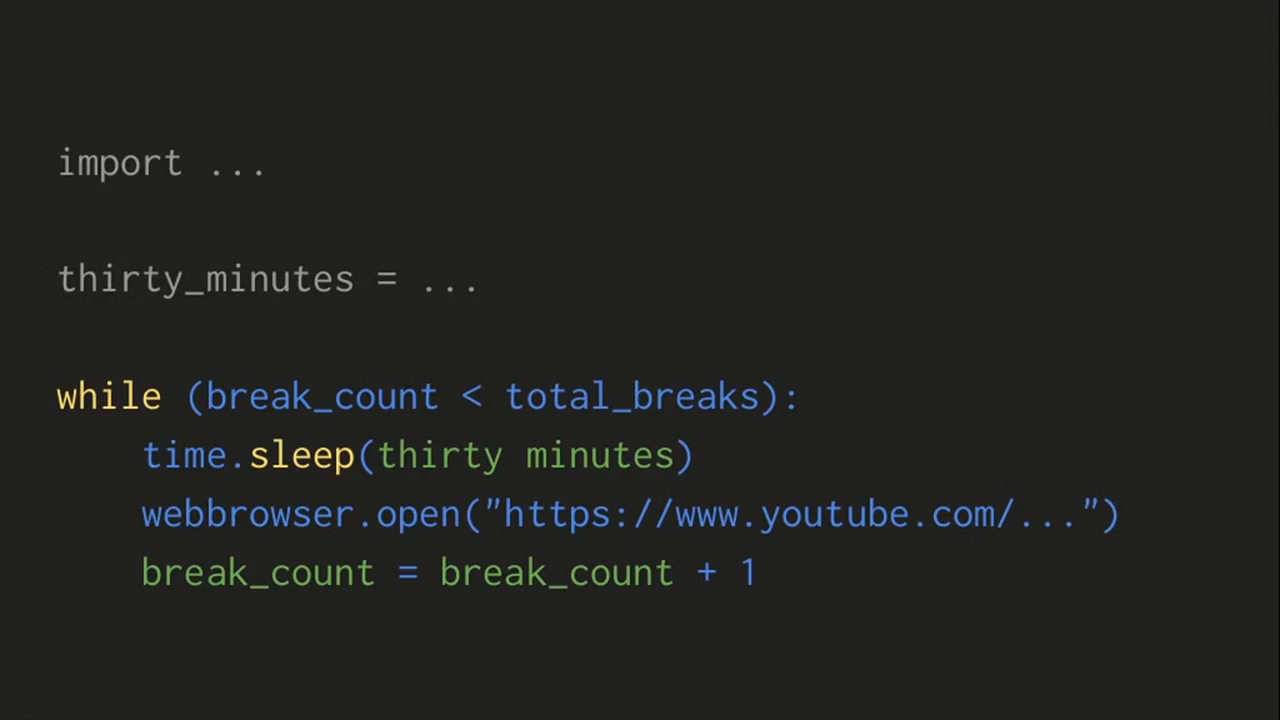 import ...
thirty_minutes = ...
while (break_count < total_breaks):
    time.sleep(thirty minutes)
    webbrowser.open("https://www.youtube.com/...")
    break_count = break_count + 1